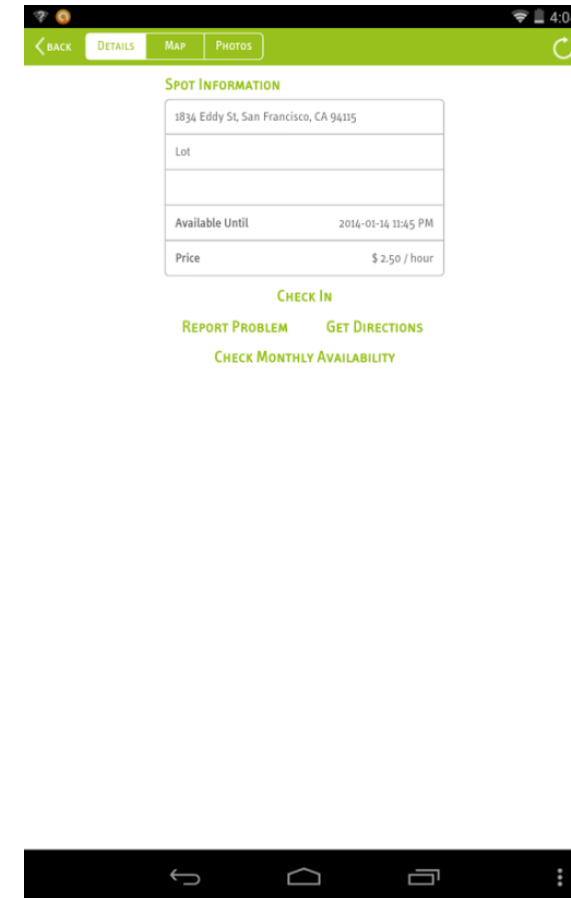 4:0
BACK DETAILS MAP PHOTOS
SPOT INFORMATION
1834 Eddy St, San Francisco, CA 94115
Lot
Available Until 2014-01-14 11:45 PM
Price $ 2.50 / hour
CHECK IN
REPORT PROBLEM GET DIRECTIONS
CHECK MONTHLY AVAILABILITY